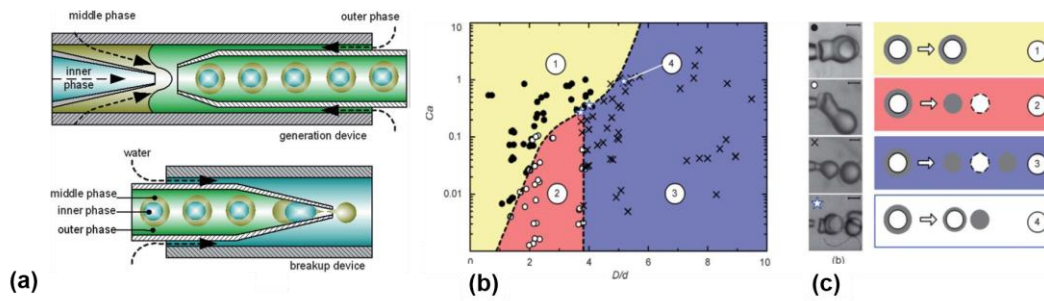 middle phase
outer phase
inner
phase
generation device
water
middle phase
inner phase
outer phase
breakup device
(a)
(b)
10
1
0.1
0.01
Ca
0
2
4
6
8
10
D/d
1
4
2
3
(c)
1
2
3
4
(b)